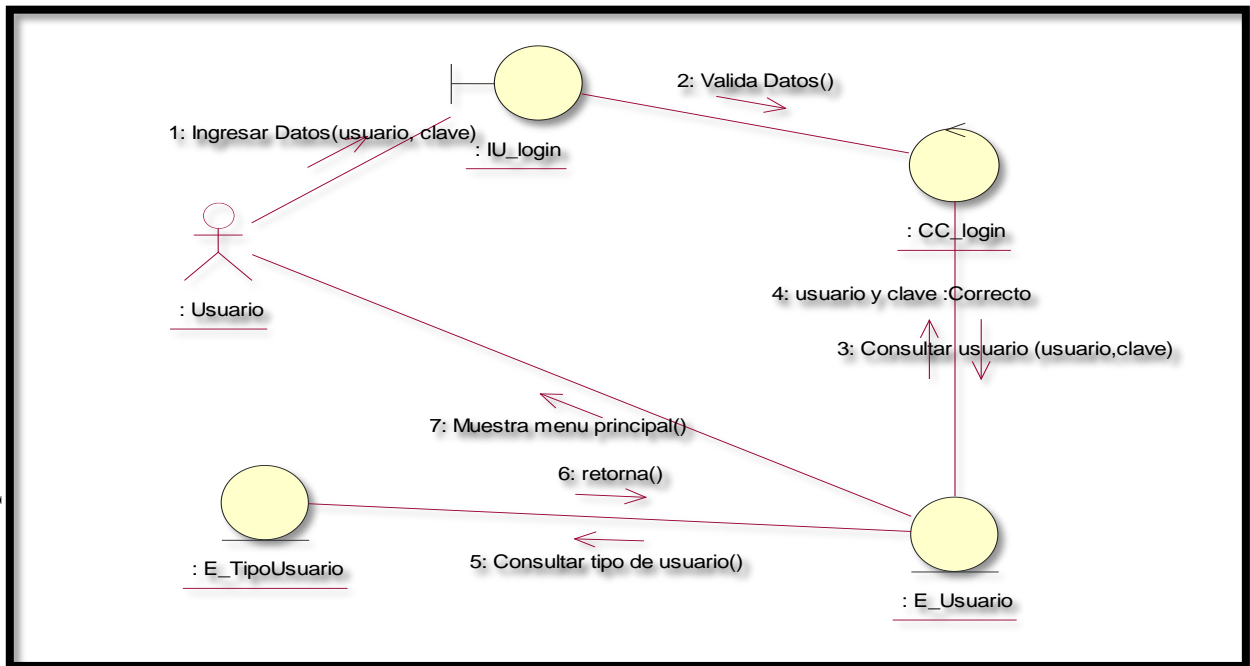 2: Valida Datos()
1: Ingresar Datos(usuario, clave)
: IU_login
: CC_login
: Usuario
4: usuario y clave :Correcto
3: Consultar usuario (usuario,clave)
7: Muestra menu principal()
6: retorna()
5: Consultar tipo de usuario()
: E_TipoUsuario
: E_Usuario